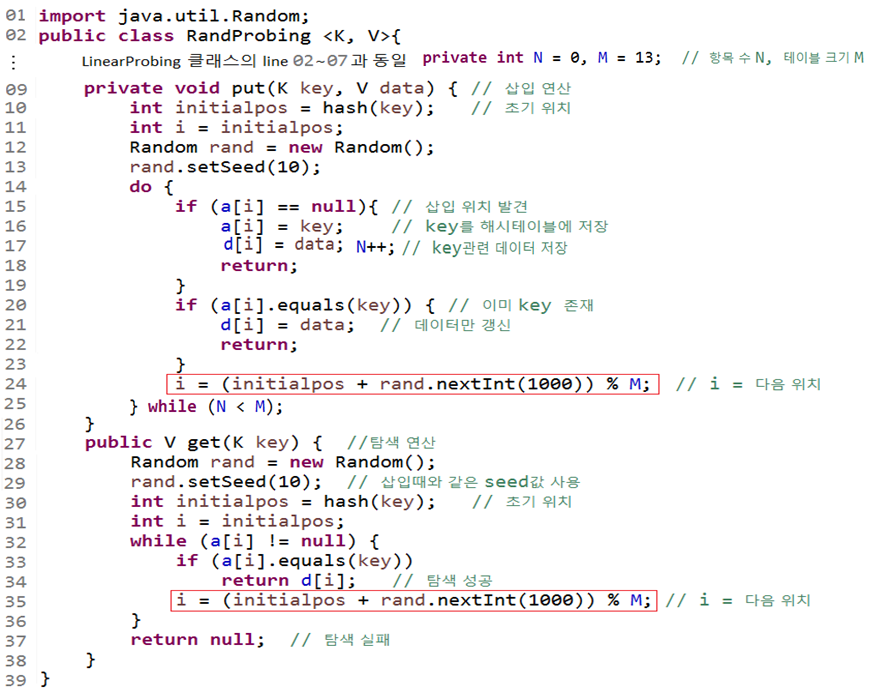 01 import java.util.Random;
02 public class RandProbing <K, V>{
⋮ LinearProbing 클래스의 line 02~07과 동일 private int N = 0, M = 13; // 항목 수 N, 테이블 크기 M
09 private void put(K key, V data) { // 삽입 연산
10 int initialpos = hash(key); // 초기 위치
11 int i = initialpos;
12 Random rand = new Random();
13 rand.setSeed(10);
14 do {
15 if (a[i] == null){ // 삽입 위치 발견
16 a[i] = key; // key를 해시테이블에 저장
17 d[i] = data; N++; // key관련 데이터 저장
18 return;
19 }
20 if (a[i].equals(key)) { // 이미 key 존재
21 d[i] = data; // 데이터만 갱신
22 return;
23 }
24 i = (initialpos + rand.nextInt(1000)) % M; // i = 다음 위치
25 } while (N < M);
26 }
27 public V get(K key) { //탐색 연산
28 Random rand = new Random();
29 rand.setSeed(10); // 삽입때와 같은 seed값 사용
30 int initialpos = hash(key); // 초기 위치
31 int i = initialpos;
32 while (a[i] != null) {
33 if (a[i].equals(key))
34 return d[i]; // 탐색 성공
35 i = (initialpos + rand.nextInt(1000)) % M; // i = 다음 위치
36 }
37 return null; // 탐색 실패
38 }
39 }